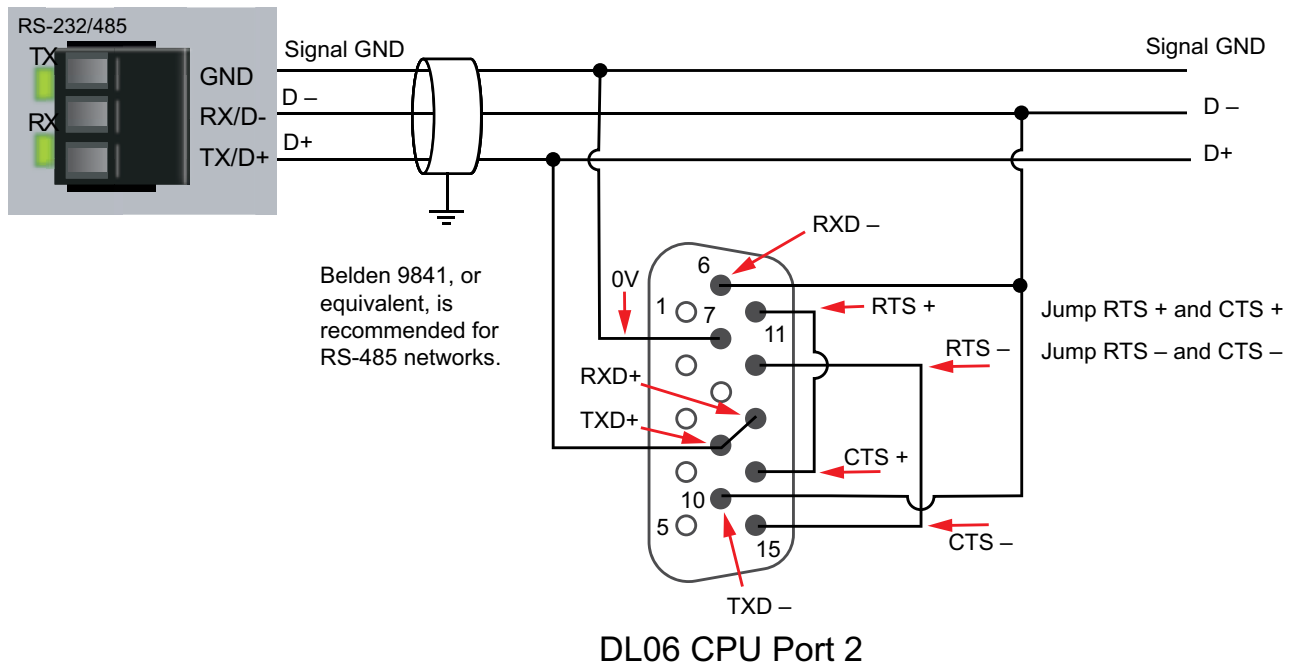 RS-232/485
TX
RX
GND
RX/D-
TX/D+
Signal GND
D –
D+
Signal GND
D –
D+
Belden 9841, or
equivalent, is
recommended for
RS-485 networks.
RXD –
6
0V
1
7
11
RTS +
Jump RTS + and CTS +
RTS –
Jump RTS – and CTS –
RXD+
TXD+
CTS +
10
5
15
CTS –
TXD –
DL06 CPU Port 2